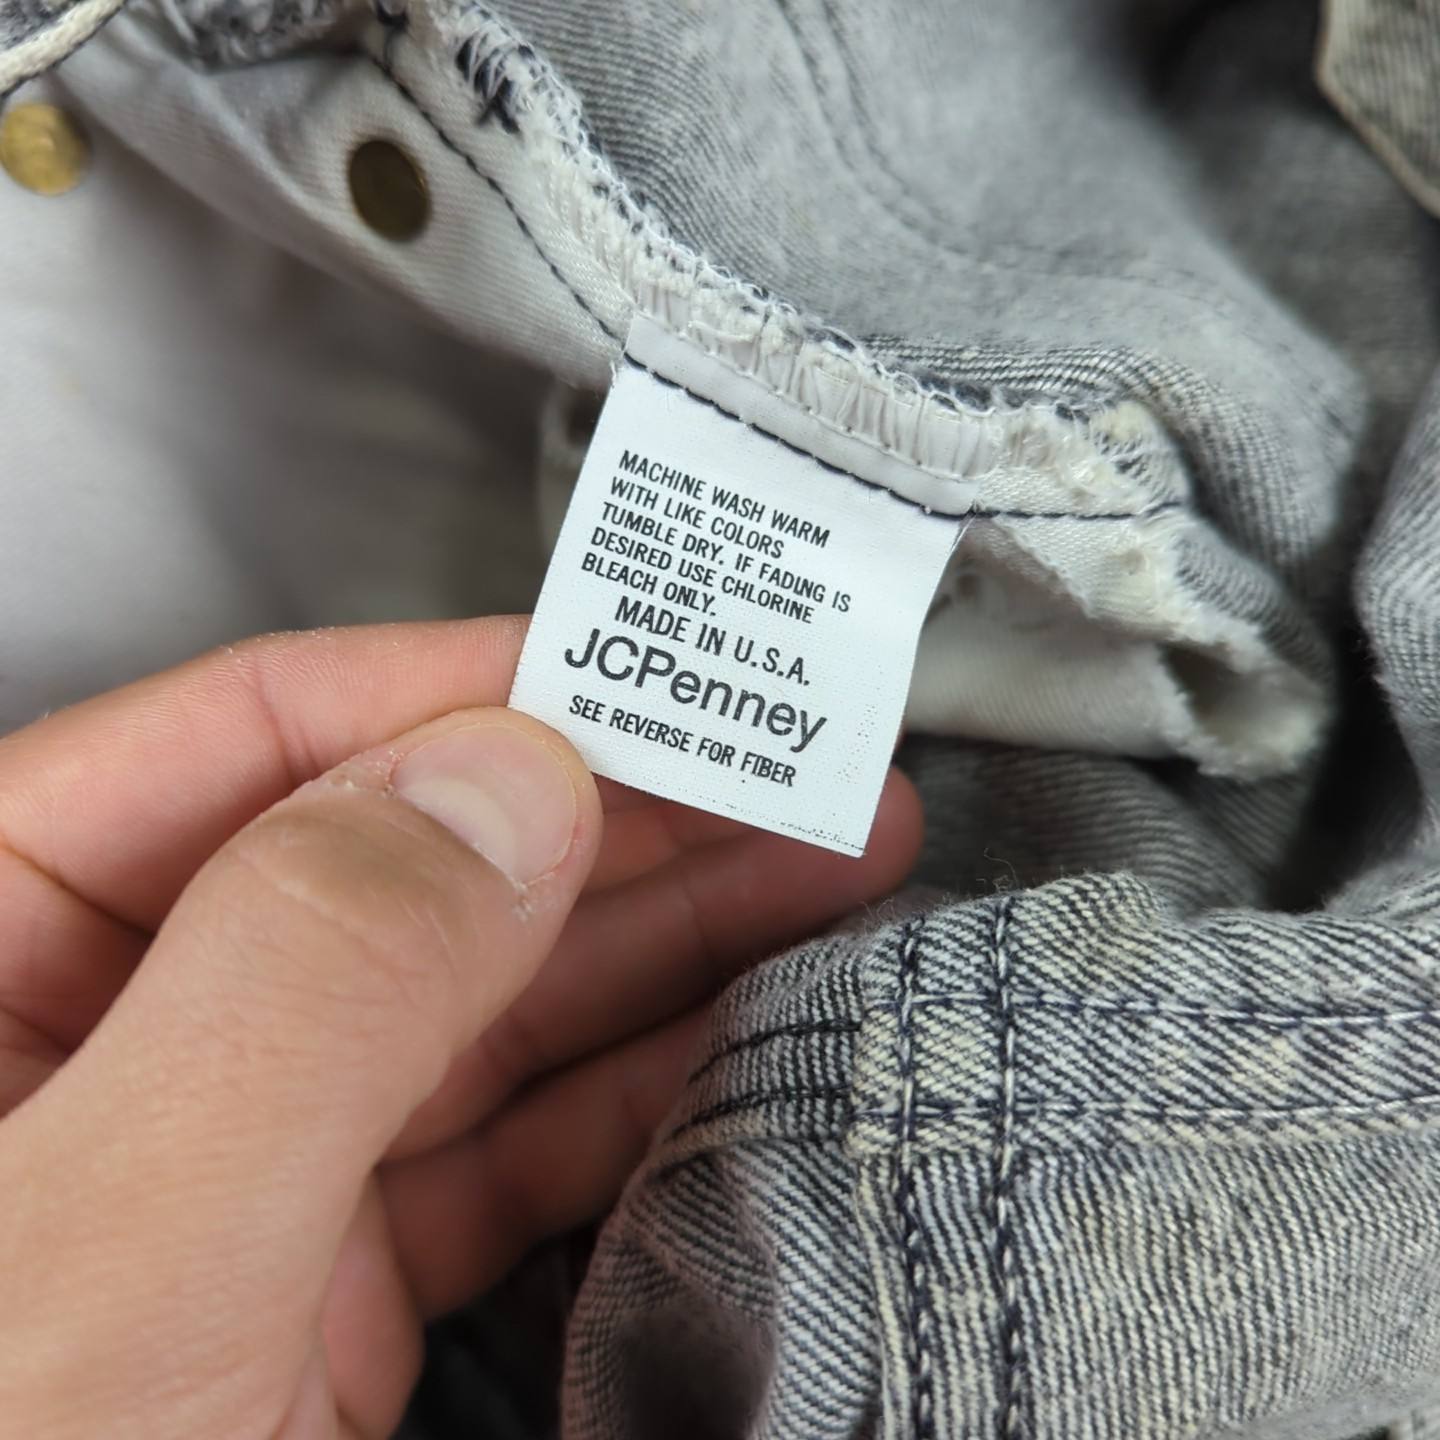 MACHINE WASH WARM
WITH LIKE COLORS
TUMBLE DRY. IF FADING IS
DESIRED USE CHLORINE
BLEACH ONLY.
MADE IN U.S.A.
JCPenney
SEE REVERSE FOR FIBER